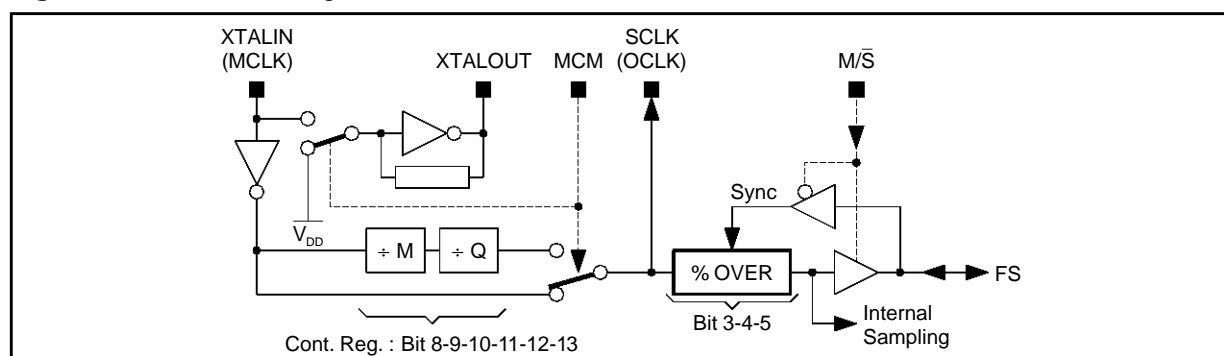 XTALIN
(MCLK)
XTALOUT
MCM
SCLK
(OCLK)
M/S̅
Sync
VDD
÷ M
÷ Q
% OVER
FS
Bit 3-4-5
Internal
Sampling
Cont. Reg. : Bit 8-9-10-11-12-13